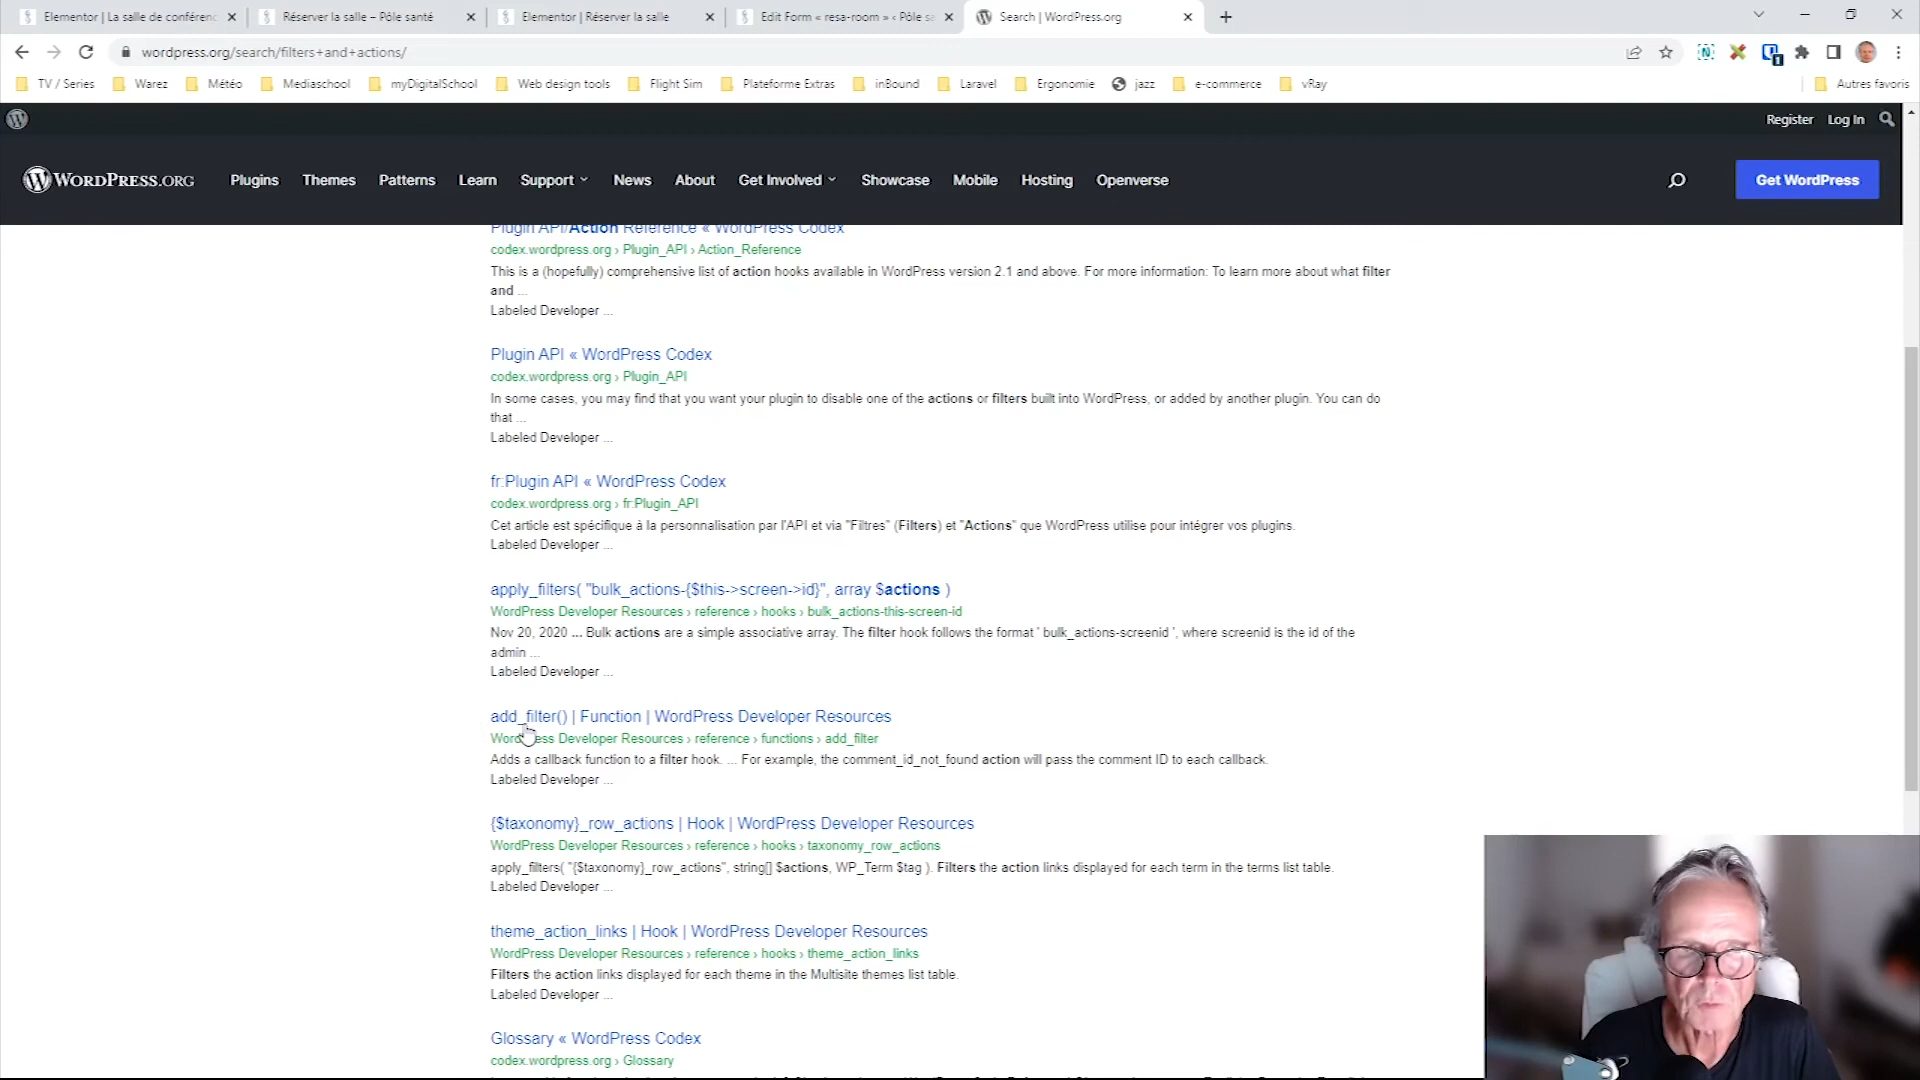 Elementor | La salle de conférenc
Réserver la salle – Pôle santé
Elementor | Réserver la salle
Edit Form « resa-room » ‹ Pôle sa
Search | WordPress.org
wordpress.org/search/filters+and+actions/
TV / Series
Warez
Météo
Mediaschool
myDigitalSchool
Web design tools
Flight Sim
Plateforme Extras
inBound
Laravel
Ergonomie
jazz
e-commerce
vRay
Autres favoris
Register
Log In
WORDPRESS.ORG
Plugins
Themes
Patterns
Learn
Support
News
About
Get Involved
Showcase
Mobile
Hosting
Openverse
Get WordPress
Plugin API/Action Reference « WordPress Codex
codex.wordpress.org › Plugin_API › Action_Reference
This is a (hopefully) comprehensive list of action hooks available in WordPress version 2.1 and above. For more information: To learn more about what filter
and ...
Labeled Developer ...
Plugin API « WordPress Codex
codex.wordpress.org › Plugin_API
In some cases, you may find that you want your plugin to disable one of the actions or filters built into WordPress, or added by another plugin. You can do
that ...
Labeled Developer ...
fr:Plugin API « WordPress Codex
codex.wordpress.org › fr:Plugin_API
Cet article est spécifique à la personnalisation par l'API et via "Filtres" (Filters) et "Actions" que WordPress utilise pour intégrer vos plugins.
Labeled Developer ...
apply_filters( "bulk_actions-{$this->screen->id}", array $actions )
WordPress Developer Resources › reference › hooks › bulk_actions-this-screen-id
Nov 20, 2020 ... Bulk actions are a simple associative array. The filter hook follows the format ' bulk_actions-screenid ', where screenid is the id of the
admin ...
Labeled Developer ...
add_filter() | Function | WordPress Developer Resources
WordPress Developer Resources › reference › functions › add_filter
Adds a callback function to a filter hook. ... For example, the comment_id_not_found action will pass the comment ID to each callback.
Labeled Developer ...
{$taxonomy}_row_actions | Hook | WordPress Developer Resources
WordPress Developer Resources › reference › hooks › taxonomy_row_actions
apply_filters( "{$taxonomy}_row_actions", string[] $actions, WP_Term $tag ). Filters the action links displayed for each term in the terms list table.
Labeled Developer ...
theme_action_links | Hook | WordPress Developer Resources
WordPress Developer Resources › reference › hooks › theme_action_links
Filters the action links displayed for each theme in the Multisite themes list table.
Labeled Developer ...
Glossary « WordPress Codex
codex.wordpress.org › Glossary